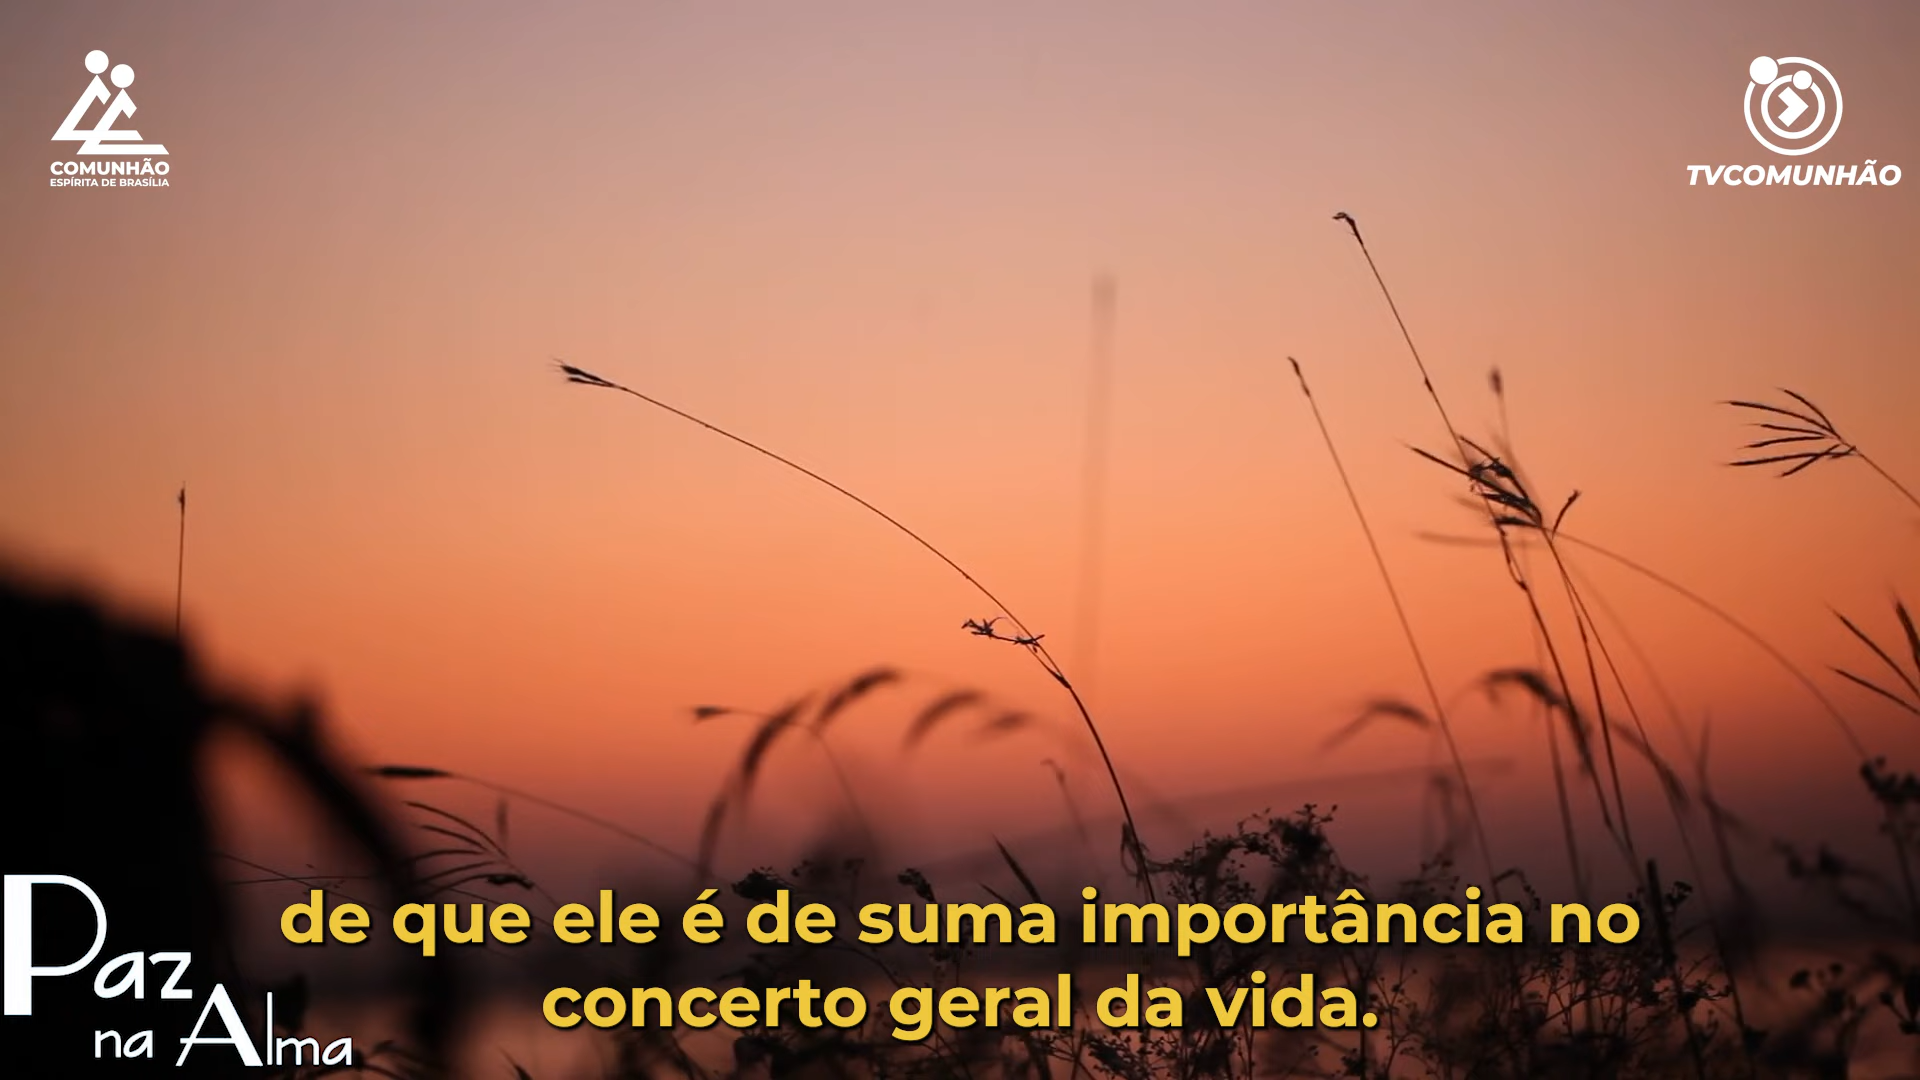 COMUNHÃO
ESPÍRITA DE BRASÍLIA
TVCOMUNHÃO
de que ele é de suma importância no
concerto geral da vida.
Paz
na Alma